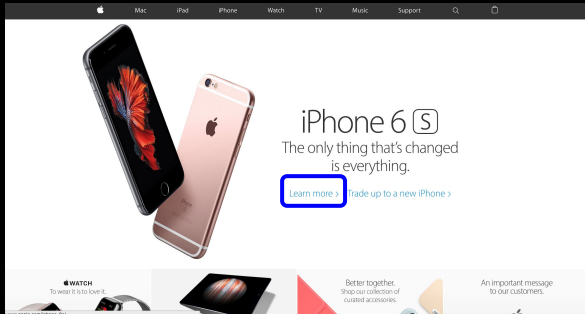 Mac iPad iPhone Watch TV Music Support
iPhone 6 S
The only thing that's changed
is everything.
Learn more > Trade up to a new iPhone >
WATCH
To wear it is to love it.
Better together.
Shop our collection of
curated accessories.
An important message
to our customers.